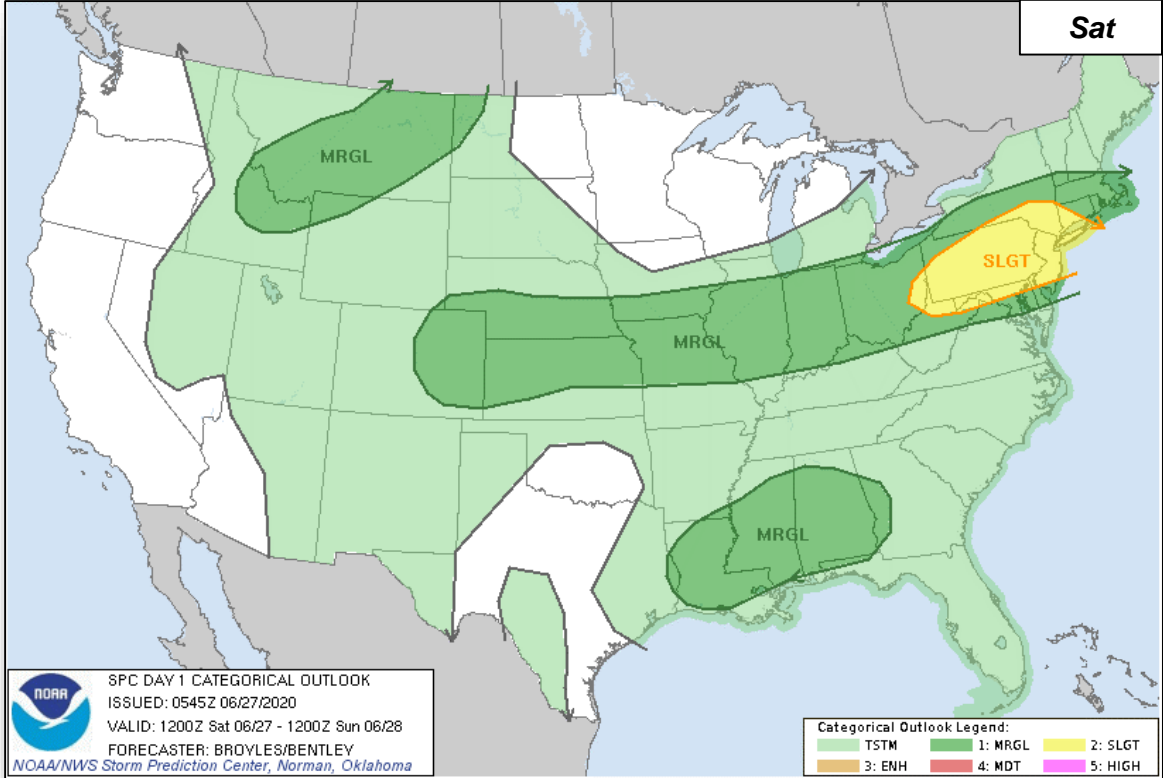 Sat
MRGL
SLGT
MRGL
MRGL
NOAA
SPC DAY 1 CATEGORICAL OUTLOOK
ISSUED: 0545Z 06/27/2020
VALID: 1200Z Sat 06/27 - 1200Z Sun 06/28
FORECASTER: BROYLES/BENTLEY
NOAA/NWS Storm Prediction Center, Norman, Oklahoma
Categorical Outlook Legend:
TSTM 1: MRGL 2: SLGT
3: ENH 4: MDT 5: HIGH